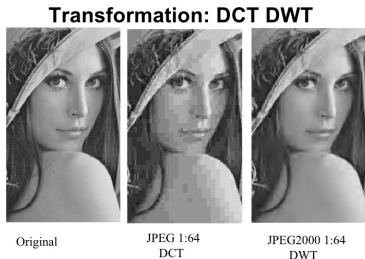 Transformation: DCT DWT
Original
JPEG 1:64
DCT
JPEG2000 1:64
DWT